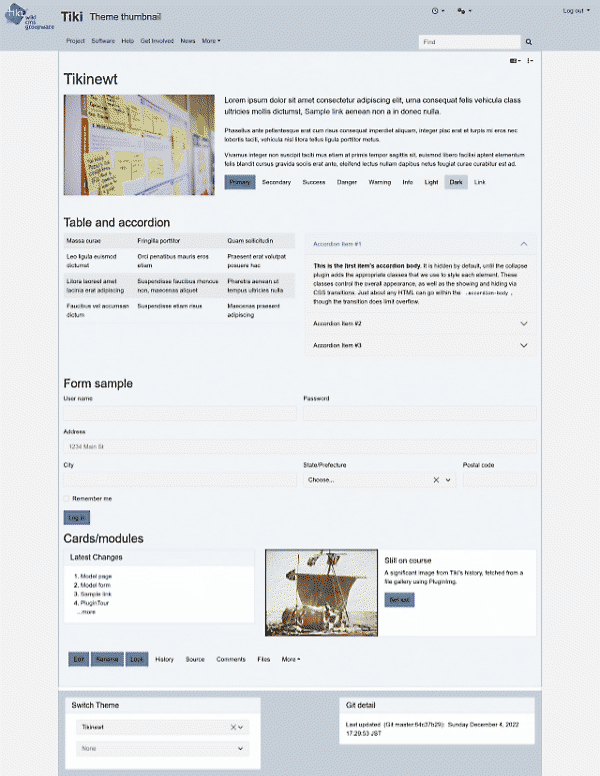 Tiki
wiki
cms
groupware
Tiki Theme thumbnail
Log out
Project Software Help Get Involved News More
Find
Tikinewt
Lorem ipsum dolor sit amet consectetur adipiscing elit, urna consequat felis vehicula class
ultricies mollis dictumst, Sample link aenean non a in donec nulla.
Phasellus ante pellentesque erat cum risus consequat imperdiet aliquam, integer plac erat et turpis mi eros nec
lobortis taciti, vehicula nisl litora tellus ligula porttitor metus.
Vivamus integer non suscipit taciti mus etiam at primis tempor sagittis sit, euismod libero facilisi aptent elementum
felis blandit cursus gravida sociis erat ante, eleifend lectus nullam dapibus netus feugiat curae curabitur est ad.
Primary Secondary Success Danger Warning Info Light Dark Link
Table and accordion
Massa curae Fringilla porttitor Quam sollicitudin
Leo ligula euismod dictumst
Orci penatibus mauris eros etiam
Praesent erat volutpat posuere hac
Litora laoreet amet lacinia erat adipiscing
Suspendisse faucibus rhoncus non, maecenas aliquet
Pharetra aenean ut tempus ultricies nulla
Faucibus vel accumsan dictum
Suspendisse etiam risus
Maecenas praesent adipiscing
Accordion Item #1
This is the first item's accordion body. It is hidden by default, until the collapse
plugin adds the appropriate classes that we use to style each element. These
classes control the overall appearance, as well as the showing and hiding via
CSS transitions. Just about any HTML can go within the .accordion-body ,
though the transition does limit overflow.
Accordion Item #2
Accordion Item #3
Form sample
User name Password
Address
1234 Main St
City State/Prefecture Postal code
Choose...
Remember me
Log in
Cards/modules
Latest Changes
1. Model page
2. Model form
3. Sample link
4. PluginTour
...more
Still on course
A significant image from Tiki's history, fetched from a
file gallery using PluginImg.
Set sail
Edit Rename Lock History Source Comments Files More
Switch Theme
Tikinewt
None
Git detail
Last updated (Git master:64c37b29): Sunday December 4, 2022
17:29:53 JST